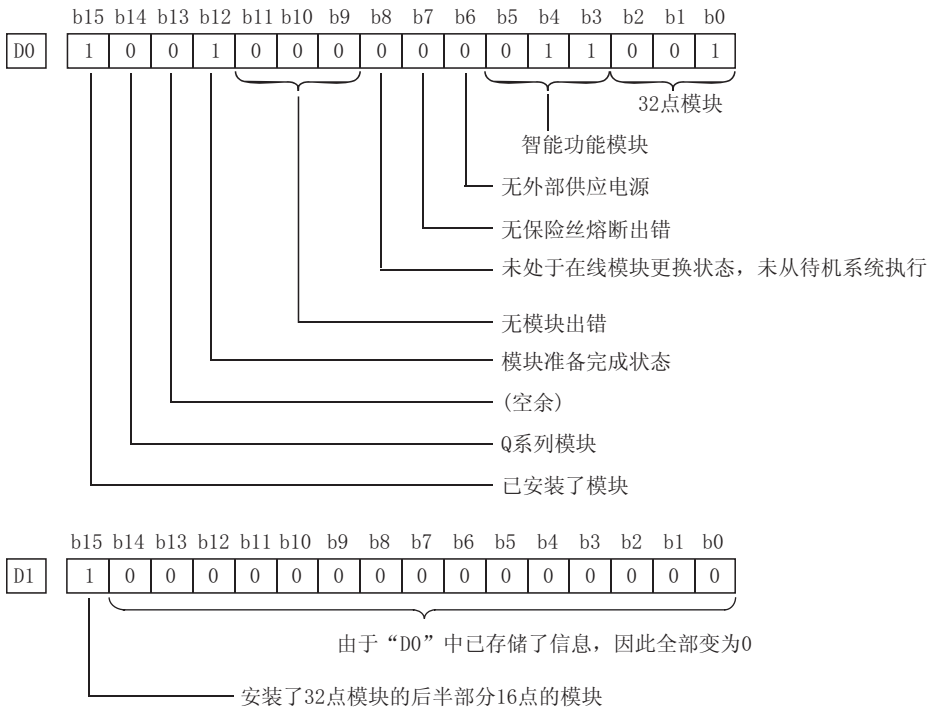 b15 b14 b13 b12 b11 b10 b9 b8 b7 b6 b5 b4 b3 b2 b1 b0
D0 1 0 0 1 0 0 0 0 0 0 0 1 1 0 0 1
32点模块
智能功能模块
无外部供应电源
无保险丝熔断出错
未处于在线模块更换状态，未从待机系统执行
无模块出错
模块准备完成状态
(空余)
Q系列模块
已安装了模块
b15 b14 b13 b12 b11 b10 b9 b8 b7 b6 b5 b4 b3 b2 b1 b0
D1 1 0 0 0 0 0 0 0 0 0 0 0 0 0 0 0
由于“D0”中已存储了信息，因此全部变为0
安装了32点模块的后半部分16点的模块